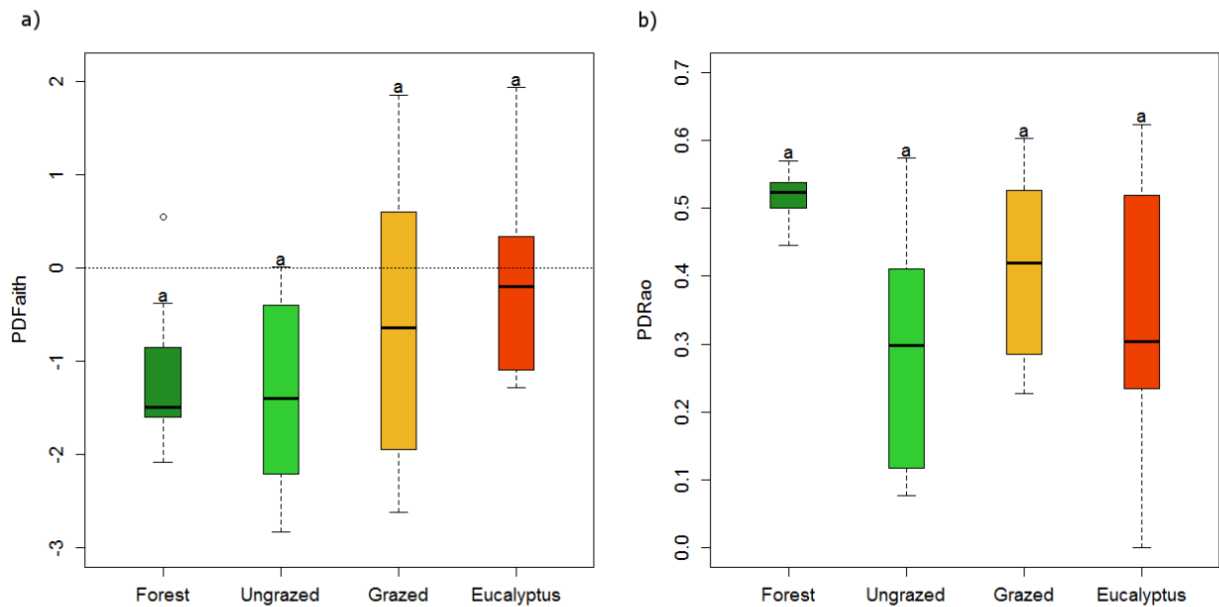 a)
PDFaith
2
1
0
-1
-2
-3
a
a
a
a
Forest Ungrazed Grazed Eucalyptus
b)
PDRao
0.7
0.6
0.5
0.4
0.3
0.2
0.1
0.0
a
a
a
a
Forest Ungrazed Grazed Eucalyptus